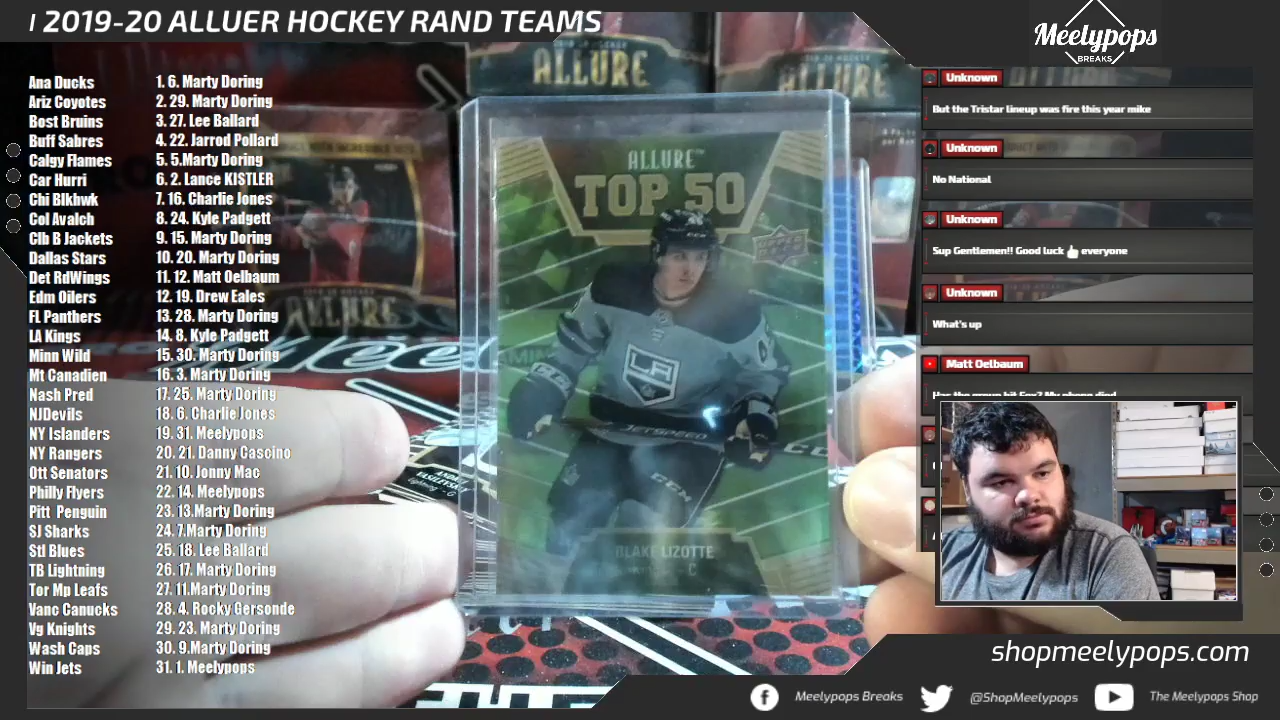 2019-20 ALLUER HOCKEY RAND TEAMS
Meelypops
BREAKS
Ana Ducks 1. 6. Marty Doring
Ariz Coyotes 2. 29. Marty Doring
Bost Bruins 3. 27. Lee Ballard
Buff Sabres 4. 22. Jarrod Pollard
Calgy Flames 5. 5.Marty Doring
Car Hurri 6. 2. Lance KISTLER
Chi Blkhwk 7. 16. Charlie Jones
Col Avalch 8. 24. Kyle Padgett
Clb B Jackets 9. 15. Marty Doring
Dallas Stars 10. 20. Marty Doring
Det RdWings 11. 12. Matt Oelbaum
Edm Oilers 12. 19. Drew Eales
FL Panthers 13. 28. Marty Doring
LA Kings 14. 8. Kyle Padgett
Minn Wild 15. 30. Marty Doring
Mt Canadien 16. 3. Marty Doring
Nash Pred 17. 25. Marty Doring
NJDevils 18. 6. Charlie Jones
NY Islanders 19. 31. Meelypops
NY Rangers 20. 21. Danny Cascino
Ott Senators 21. 10. Jonny Mac
Philly Flyers 22. 14. Meelypops
Pitt Penguin 23. 13.Marty Doring
SJ Sharks 24. 7.Marty Doring
Stl Blues 25. 18. Lee Ballard
TB Lightning 26. 17. Marty Doring
Tor Mp Leafs 27. 11.Marty Doring
Vanc Canucks 28. 4. Rocky Gersonde
Vg Knights 29. 23. Marty Doring
Wash Caps 30. 9.Marty Doring
Win Jets 31. 1. Meelypops
ALLURE
ALLURE
ALLURE
ALLURE
TOP 50
UPPER DECK
LA
JETSPEED
CCM
BLAKE LIZOTTE
C
ANDREI
VASILEVSKIY
Lightning - G
Unknown
But the Tristar lineup was fire this year mike
Unknown
No National
Unknown
Sup Gentlemen!! Good luck 👍 everyone
Unknown
What's up
Matt Oelbaum
shopmeelypops.com
Meelypops Breaks
@ShopMeelypops
The Meelypops Shop